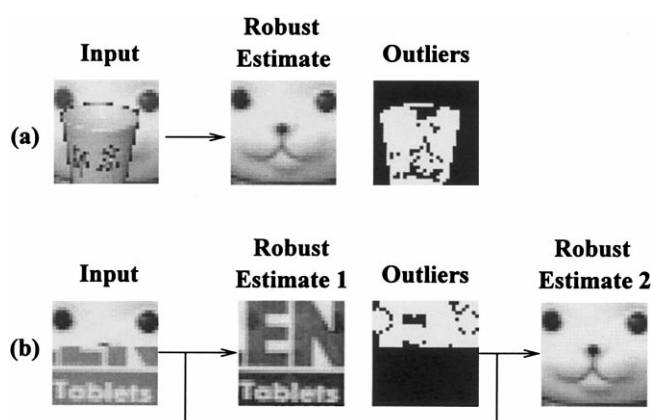 Robust
Input Estimate Outliers
(a)
Robust Robust
Input Estimate 1 Outliers Estimate 2
(b)
EN
Tablets Tablets